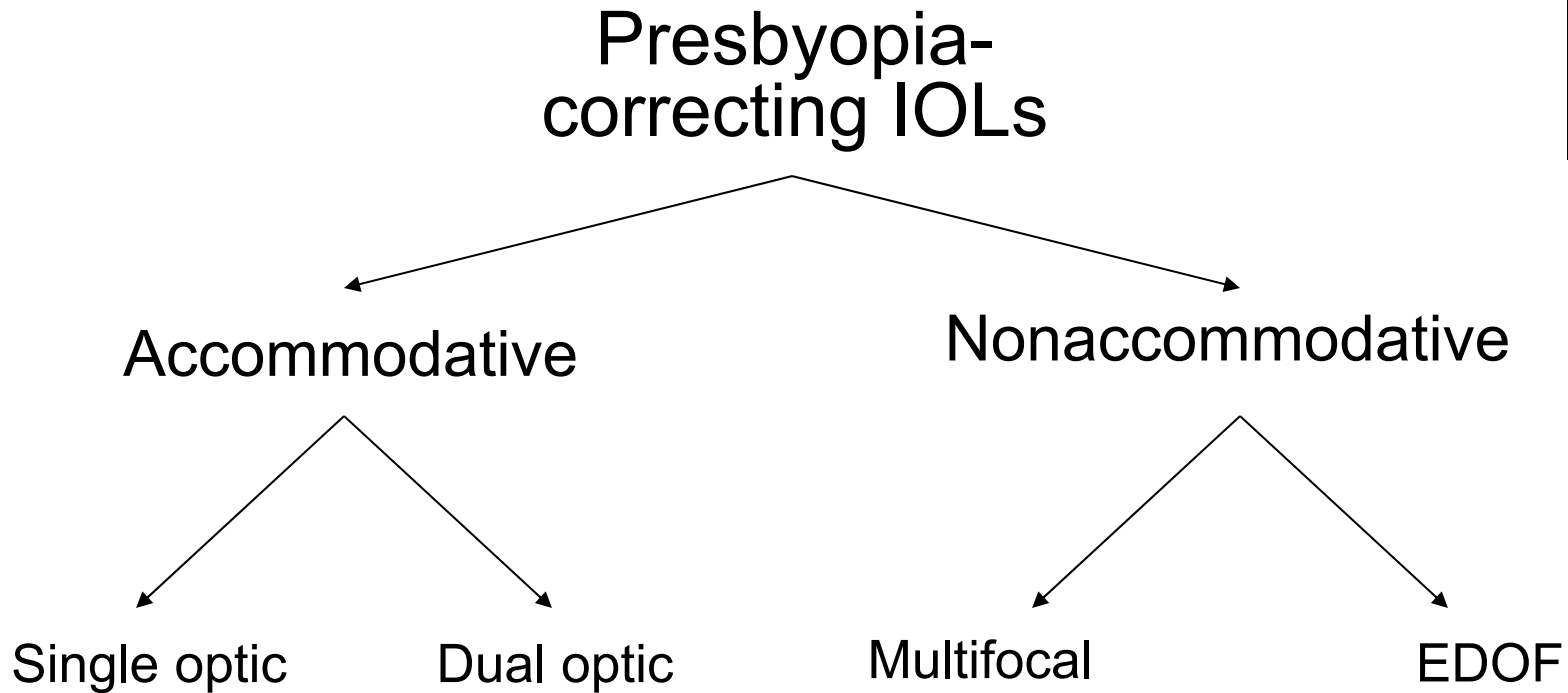 Presbyopia-
correcting IOLs
Accommodative
Nonaccommodative
Single optic
Dual optic
Multifocal
EDOF